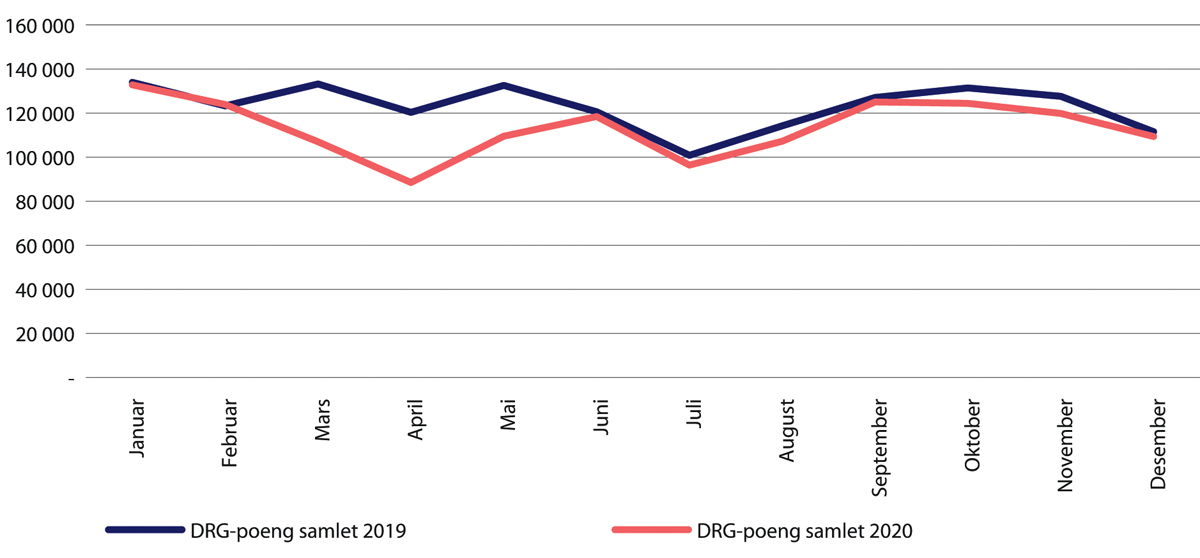 160 000
140 000
120 000
100 000
80 000
60 000
40 000
20 000
-
Januar
Februar
Mars
April
Mai
Juni
Juli
August
September
Oktober
November
Desember
DRG-poeng samlet 2019
DRG-poeng samlet 2020